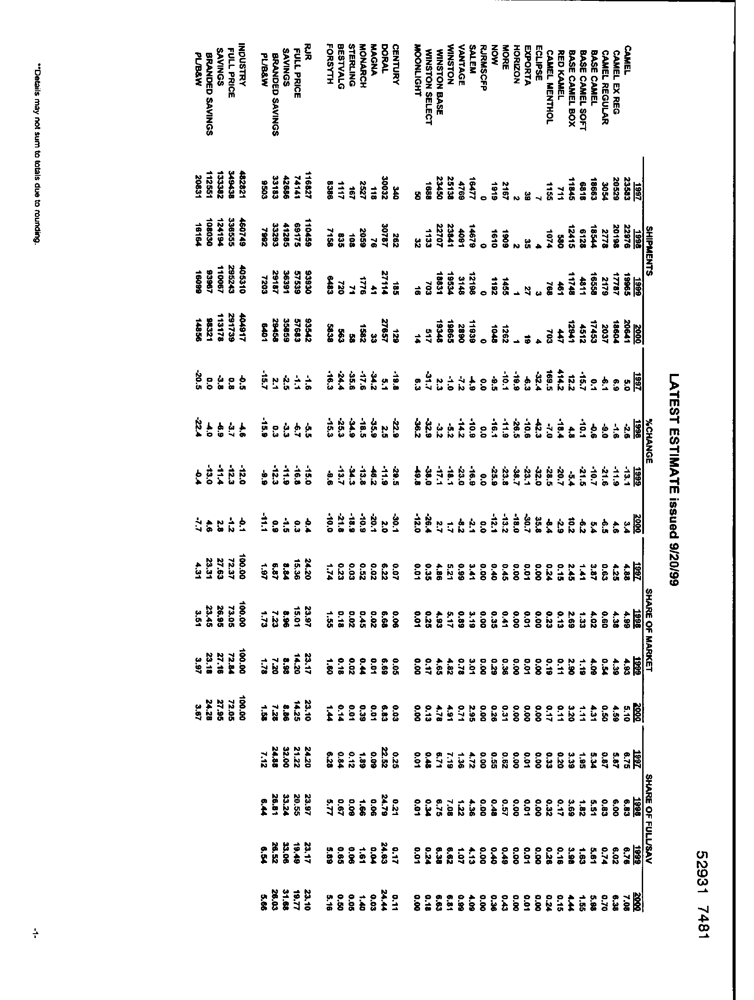 52931 7481
LATEST ESTIMATE issued 9/20/99
SHIPMENTS %CHANGE SHARE OF MARKET SHARE OF FULL/SAV
1997 1998 1999 2000 1997 1998 1999 2000 1997 1998 1999 2000 1997 1998 1999 2000
CAMEL 23583 22976 19965 20641 5.0 -2.6 -13.1 3.4 4.88 4.99 4.93 5.10 6.75 6.83 6.76 7.08
CAMEL EX REG 20529 20198 17787 18604 6.9 -1.6 -11.9 4.6 4.25 4.38 4.39 4.59 5.87 6.00 6.02 6.38
CAMEL REGULAR 3054 2778 2179 2037 -6.1 -9.0 -21.6 -6.5 0.63 0.60 0.54 0.50 0.87 0.83 0.74 0.70
BASE CAMEL 18663 18544 16558 17453 0.1 -0.6 -10.7 5.4 3.87 4.02 4.09 4.31 5.34 5.51 5.61 5.98
BASE CAMEL SOFT 6818 6128 4811 4512 -15.7 -10.1 -21.5 -6.2 1.41 1.33 1.19 1.11 1.95 1.82 1.63 1.55
BASE CAMEL BOX 11845 12415 11748 12941 12.2 4.8 -5.4 10.2 2.45 2.69 2.90 3.20 3.39 3.69 3.98 4.44
RED KAMEL 711 580 461 447 414.2 -18.4 -20.7 -2.9 0.15 0.13 0.11 0.11 0.20 0.17 0.16 0.15
CAMEL MENTHOL 1155 1074 768 703 169.5 -7.0 -28.5 -8.4 0.24 0.23 0.19 0.17 0.33 0.32 0.26 0.24
ECLIPSE 7 4 3 4 -32.4 -42.3 -32.0 35.8 0.00 0.00 0.00 0.00 0.00 0.00 0.00 0.00
EXPORTA 39 35 27 19 -6.3 -10.6 -23.1 -30.7 0.01 0.01 0.01 0.00 0.01 0.01 0.01 0.01
HORIZON 2 2 1 1 -19.9 -26.5 -38.7 -18.0 0.00 0.00 0.00 0.00 0.00 0.00 0.00 0.00
MORE 2167 1909 1455 1262 -10.1 -11.9 -23.8 -13.2 0.45 0.41 0.36 0.31 0.62 0.57 0.49 0.43
NOW 1919 1610 1192 1048 -9.5 -16.1 -25.9 -12.1 0.40 0.35 0.29 0.26 0.55 0.48 0.40 0.36
RJRMSCFP 0 0 0 0 0.0 0.0 0.0 0.0 0.00 0.00 0.00 0.00 0.00 0.00 0.00 0.00
SALEM 16477 14679 12198 11939 -4.9 -10.9 -16.9 -2.1 3.41 3.19 3.01 2.95 4.72 4.36 4.13 4.09
VANTAGE 4769 4091 3148 2890 -7.2 -14.2 -23.0 -8.2 0.99 0.89 0.78 0.71 1.36 1.22 1.07 0.99
WINSTON 25138 23841 19534 19865 -1.0 -5.2 -18.1 1.7 5.21 5.17 4.82 4.91 7.19 7.08 6.62 6.81
WINSTON BASE 23450 22707 18831 19348 2.3 -3.2 -17.1 2.7 4.86 4.93 4.65 4.78 6.71 6.75 6.38 6.63
WINSTON SELECT 1688 1133 703 517 -31.7 -32.9 -38.0 -26.4 0.35 0.25 0.17 0.13 0.48 0.34 0.24 0.18
MOONLIGHT 50 32 16 14 6.3 -36.2 -49.8 -12.0 0.01 0.01 0.00 0.00 0.01 0.01 0.01 0.00
CENTURY 340 262 185 129 -19.8 -22.9 -29.5 -30.1 0.07 0.06 0.05 0.03 0.25 0.21 0.17 0.11
DORAL 30032 30787 27114 27657 5.1 2.5 -11.9 2.0 6.22 6.68 6.69 6.83 22.52 24.79 24.63 24.44
MAGNA 118 76 41 33 -34.2 -35.9 -46.2 -20.1 0.02 0.02 0.01 0.01 0.09 0.06 0.04 0.03
MONARCH 2527 2059 1776 1582 -17.6 -18.5 -13.8 -10.9 0.52 0.45 0.44 0.39 1.89 1.66 1.61 1.40
STERLING 167 108 71 58 -35.6 -34.9 -34.3 -18.9 0.03 0.02 0.02 0.01 0.12 0.09 0.06 0.05
BESTVALG 1117 835 720 563 -24.4 -25.3 -13.7 -21.8 0.23 0.18 0.18 0.14 0.84 0.67 0.65 0.50
FORSYTH 8386 7158 6483 5838 -16.3 -15.3 -9.6 -10.0 1.74 1.55 1.60 1.44 6.28 5.77 5.89 5.16
RJR 116827 110459 93930 93542 -1.6 -5.5 -15.0 -0.4 24.20 23.97 23.17 23.10 24.20 23.97 23.17 23.10
FULL PRICE 74141 69175 57539 57683 -1.1 -6.7 -16.8 0.3 15.36 15.01 14.20 14.25 21.22 20.55 19.49 19.77
SAVINGS 42686 41285 36391 35859 -2.5 -3.3 -11.9 -1.5 8.84 8.96 8.98 8.86 32.00 33.24 33.06 31.68
BRANDED SAVINGS 33183 33293 29187 29458 2.1 0.3 -12.3 0.9 6.87 7.23 7.20 7.28 24.88 26.81 26.52 26.03
PL/B&W 9503 7992 7203 6401 -15.7 -15.9 -9.9 -11.1 1.97 1.73 1.78 1.58 7.12 6.44 6.54 5.66
INDUSTRY 482821 460749 405310 404917 -0.5 -4.6 -12.0 -0.1 100.00 100.00 100.00 100.00
FULL PRICE 349438 336555 295243 291739 0.8 -3.7 -12.3 -1.2 72.37 73.05 72.84 72.05
SAVINGS 133382 124194 110067 113178 -3.8 -6.9 -11.4 2.8 27.63 26.95 27.16 27.95
BRANDED SAVINGS 112551 108030 93967 98321 0.0 -4.0 -13.0 4.6 23.31 23.45 23.18 24.28
PL/B&W 20831 16164 16099 14856 -20.5 -22.4 -0.4 -7.7 4.31 3.51 3.97 3.67
**Details may not sum to totals due to rounding.
-1-